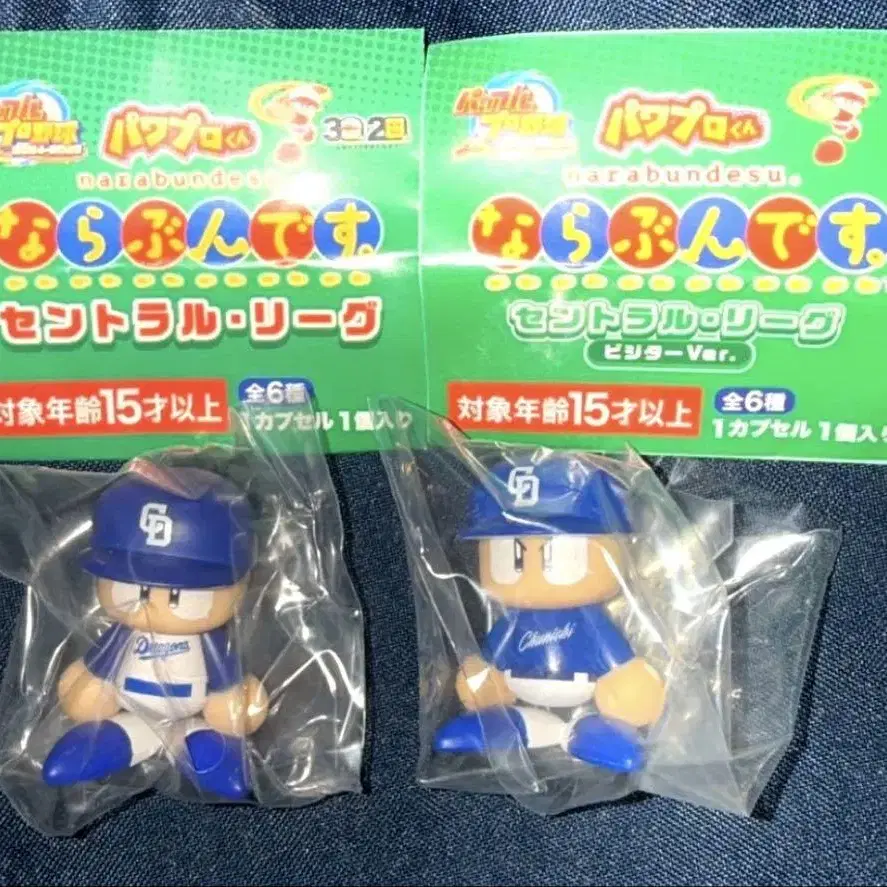 パワプロくん
narabundesu
ならぶんです。
セントラル・リーグ
対象年齢15才以上
全6種
1カプセル1個入り
CD
Dragons
プロ野球
パワプロくん
narabundesu.
ならぶんです。
セントラル・リーグ
ビジターVer.
対象年齢15才以上
全6種
1カプセル1個入り
CD
Chunichi